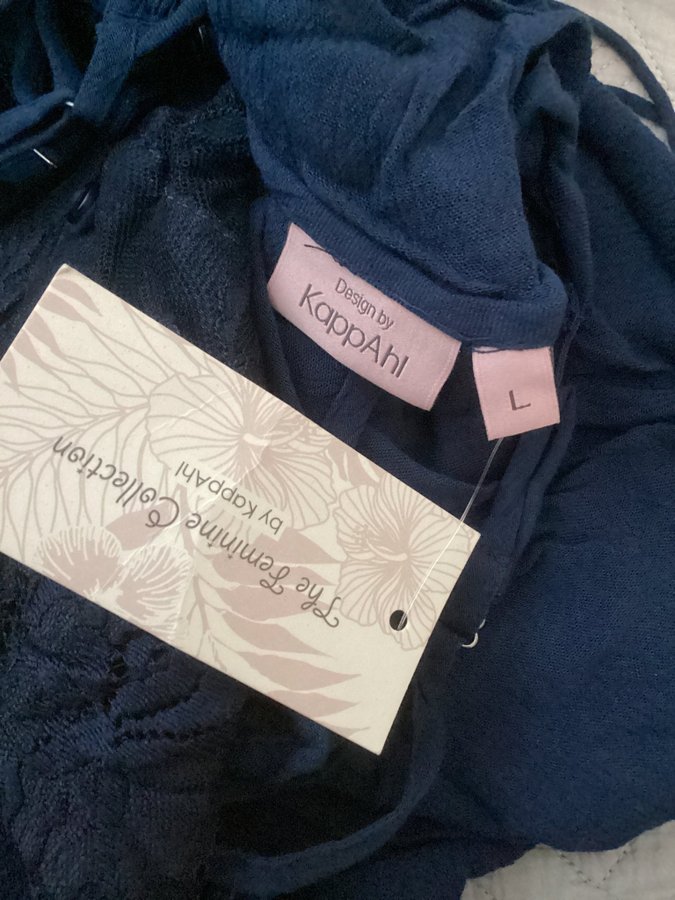 Design by
KappAhl
L
The Feminine Collection
by KappAhl